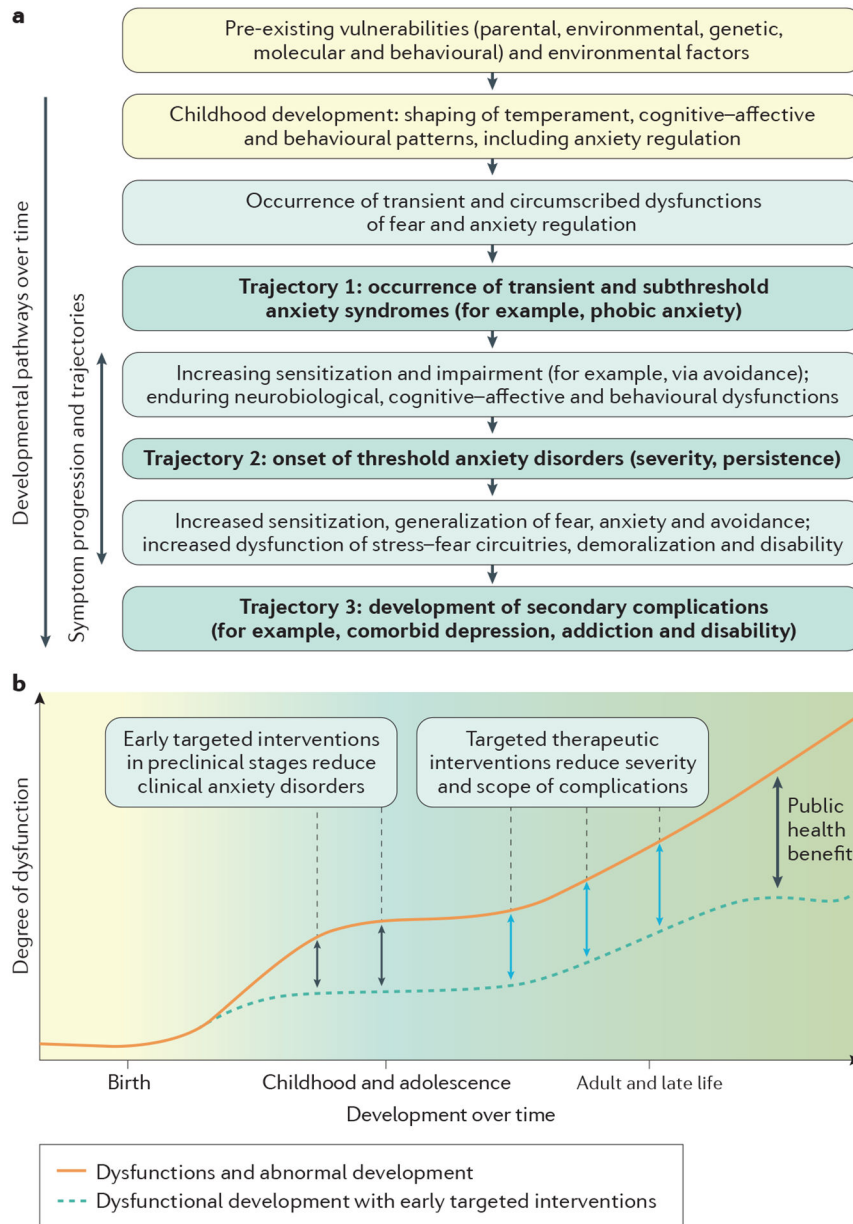 a
Pre-existing vulnerabilities (parental, environmental, genetic,
molecular and behavioural) and environmental factors
Childhood development: shaping of temperament, cognitive–affective
and behavioural patterns, including anxiety regulation
Occurrence of transient and circumscribed dysfunctions
of fear and anxiety regulation
Trajectory 1: occurrence of transient and subthreshold
anxiety syndromes (for example, phobic anxiety)
Increasing sensitization and impairment (for example, via avoidance);
enduring neurobiological, cognitive–affective and behavioural dysfunctions
Trajectory 2: onset of threshold anxiety disorders (severity, persistence)
Increased sensitization, generalization of fear, anxiety and avoidance;
increased dysfunction of stress–fear circuitries, demoralization and disability
Trajectory 3: development of secondary complications
(for example, comorbid depression, addiction and disability)
Developmental pathways over time
Symptom progression and trajectories
b
Early targeted interventions
in preclinical stages reduce
clinical anxiety disorders
Targeted therapeutic
interventions reduce severity
and scope of complications
Public
health
benefit
Degree of dysfunction
Birth
Childhood and adolescence
Adult and late life
Development over time
Dysfunctions and abnormal development
Dysfunctional development with early targeted interventions